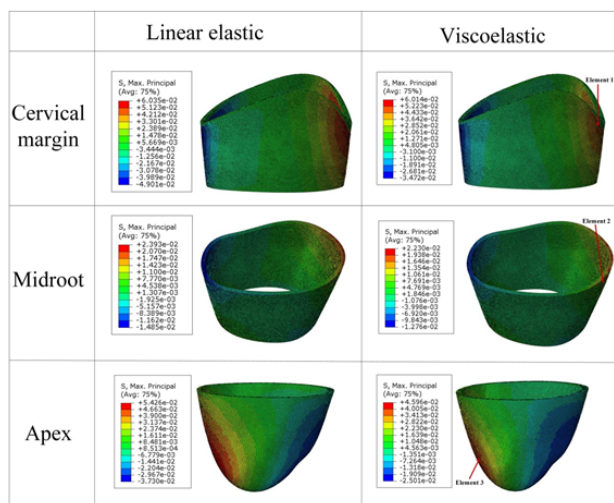 Linear elastic
Viscoelastic
Cervical
margin
S, Max. Principal
(Avg: 75%)
+6.035e-02
+5.123e-02
+4.212e-02
+3.301e-02
+2.389e-02
+1.478e-02
+5.669e-03
-3.444e-03
-1.256e-02
-2.167e-02
-3.078e-02
-3.989e-02
-4.901e-02
S, Max. Principal
(Avg: 75%)
+6.014e-02
+5.223e-02
+4.433e-02
+3.642e-02
+2.852e-02
+2.061e-02
+1.271e-02
+4.805e-03
-3.100e-03
-1.100e-02
-1.891e-02
-2.681e-02
-3.472e-02
Element 1
Midroot
S, Max. Principal
(Avg: 75%)
+2.393e-02
+2.070e-02
+1.747e-02
+1.423e-02
+1.100e-02
+7.770e-03
+4.538e-03
+1.307e-03
-1.925e-03
-5.157e-03
-8.389e-03
-1.162e-02
-1.485e-02
S, Max. Principal
(Avg: 75%)
+2.230e-02
+1.938e-02
+1.646e-02
+1.354e-02
+1.061e-02
+7.691e-03
+4.769e-03
+1.846e-03
-1.076e-03
-3.998e-03
-6.920e-03
-9.843e-03
-1.276e-02
Element 2
Apex
S, Max. Principal
(Avg: 75%)
+5.426e-02
+4.663e-02
+3.900e-02
+3.137e-02
+2.374e-02
+1.611e-02
+8.481e-03
+8.513e-04
-6.779e-03
-1.441e-02
-2.204e-02
-2.967e-02
-3.730e-02
S, Max. Principal
(Avg: 75%)
+4.596e-02
+4.005e-02
+3.413e-02
+2.822e-02
+2.230e-02
+1.639e-02
+1.048e-02
+4.563e-03
-1.351e-03
-7.264e-03
-1.318e-02
-1.909e-02
-2.501e-02
Element 3